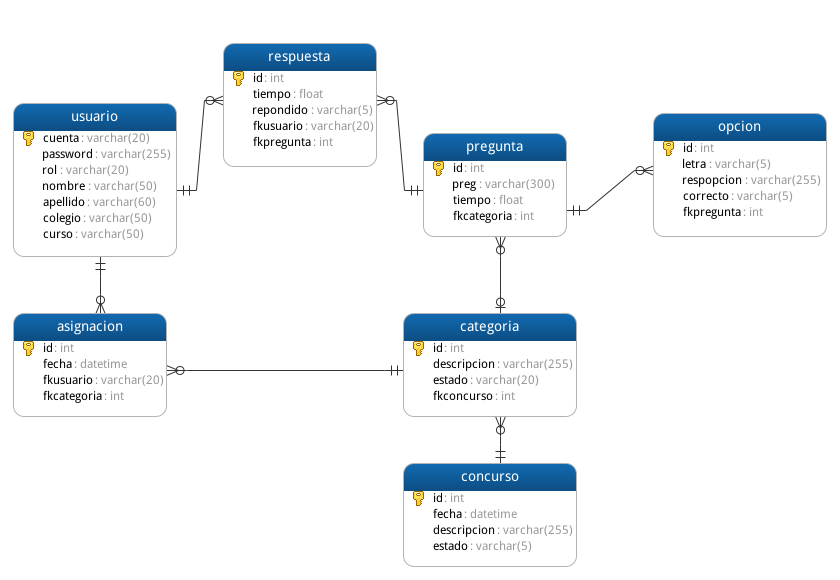 respuesta
id: int
tiempo: float
repondido: varchar(5)
fkusuario: varchar(20)
fkpregunta: int
usuario
cuenta: varchar(20)
password: varchar(255)
rol: varchar(20)
nombre: varchar(50)
apellido: varchar(60)
colegio: varchar(50)
curso: varchar(50)
pregunta
id: int
preg: varchar(300)
tiempo: float
fkcategoria: int
opcion
id: int
letra: varchar(5)
respopcion: varchar(255)
correcto: varchar(5)
fkpregunta: int
asignacion
id: int
fecha: datetime
fkusuario: varchar(20)
fkcategoria: int
categoria
id: int
descripcion: varchar(255)
estado: varchar(20)
fkconcurso: int
concurso
id: int
fecha: datetime
descripcion: varchar(255)
estado: varchar(5)